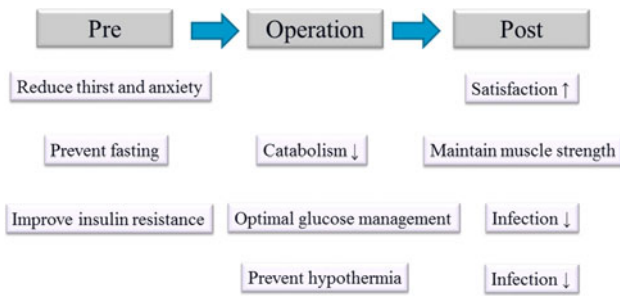 Pre
Operation
Post
Reduce thirst and anxiety
Satisfaction ↑
Prevent fasting
Catabolism ↓
Maintain muscle strength
Improve insulin resistance
Optimal glucose management
Infection ↓
Prevent hypothermia
Infection ↓